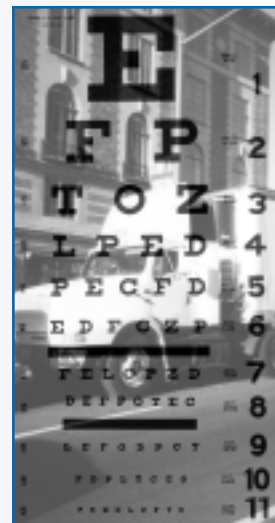 E 1
F P 2
T O Z 3
L P E D 4
P E C F D 5
E D F C Z P 6
F E L O P Z D 7
D E F P O T E C 8
L E F O D P C T 9
10
11